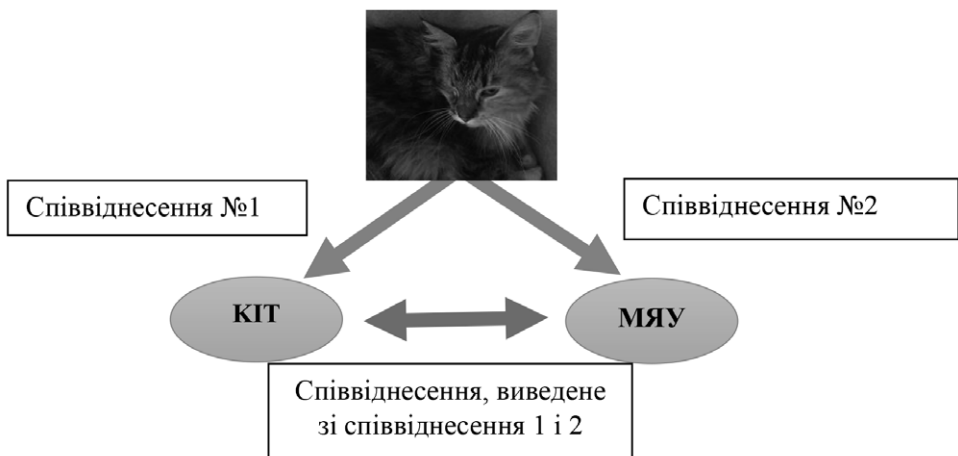 Співвіднесення №1
Співвіднесення №2
КІТ
МЯУ
Співвіднесення, виведене
зі співвіднесення 1 і 2